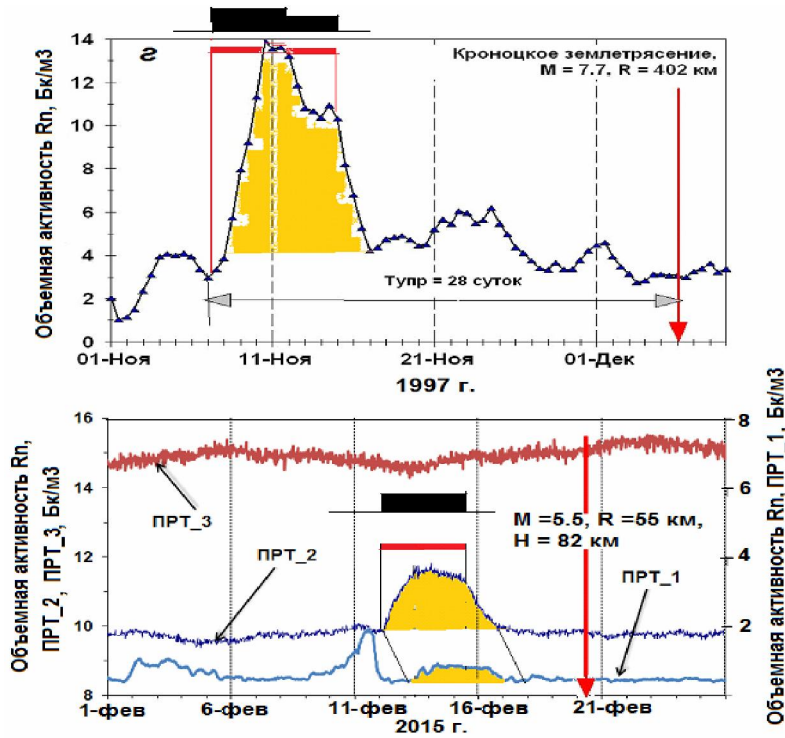 г
Кроноцкое землетрясение,
M = 7.7, R = 402 км
Объемная активность Rn, Бк/м3
14
12
10
8
6
4
2
0
Tупр = 28 суток
01-Ноя
11-Ноя
21-Ноя
01-Дек
1997 г.
Объемная активность Rn,
ПРТ_2, ПРТ_3, Бк/м3
16
14
12
10
8
ПРТ_3
ПРТ_2
M =5.5, R =55 км,
H = 82 км
ПРТ_1
8
6
4
2
0
Объемная активность Rn, ПРТ_1, Бк/м3
1-фев
6-фев
11-фев
16-фев
21-фев
2015 г.